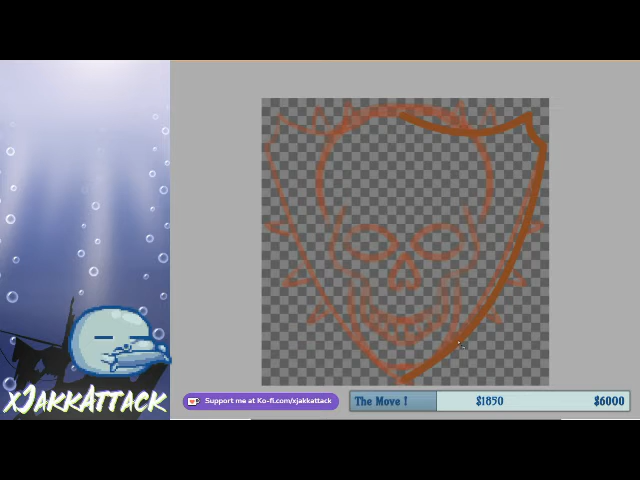 xJakkAttack
Support me at Ko-fi.com/xjakkattack
The Move !
$1850
$6000